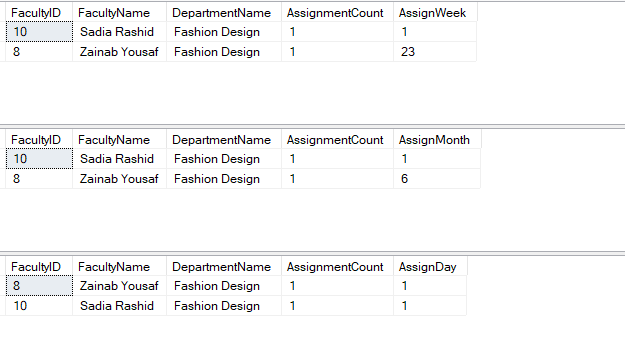 FacultyID FacultyName DepartmentName AssignmentCount AssignWeek
10 Sadia Rashid Fashion Design 1 1
8 Zainab Yousaf Fashion Design 1 23
FacultyID FacultyName DepartmentName AssignmentCount AssignMonth
10 Sadia Rashid Fashion Design 1 1
8 Zainab Yousaf Fashion Design 1 6
FacultyID FacultyName DepartmentName AssignmentCount AssignDay
8 Zainab Yousaf Fashion Design 1 1
10 Sadia Rashid Fashion Design 1 1